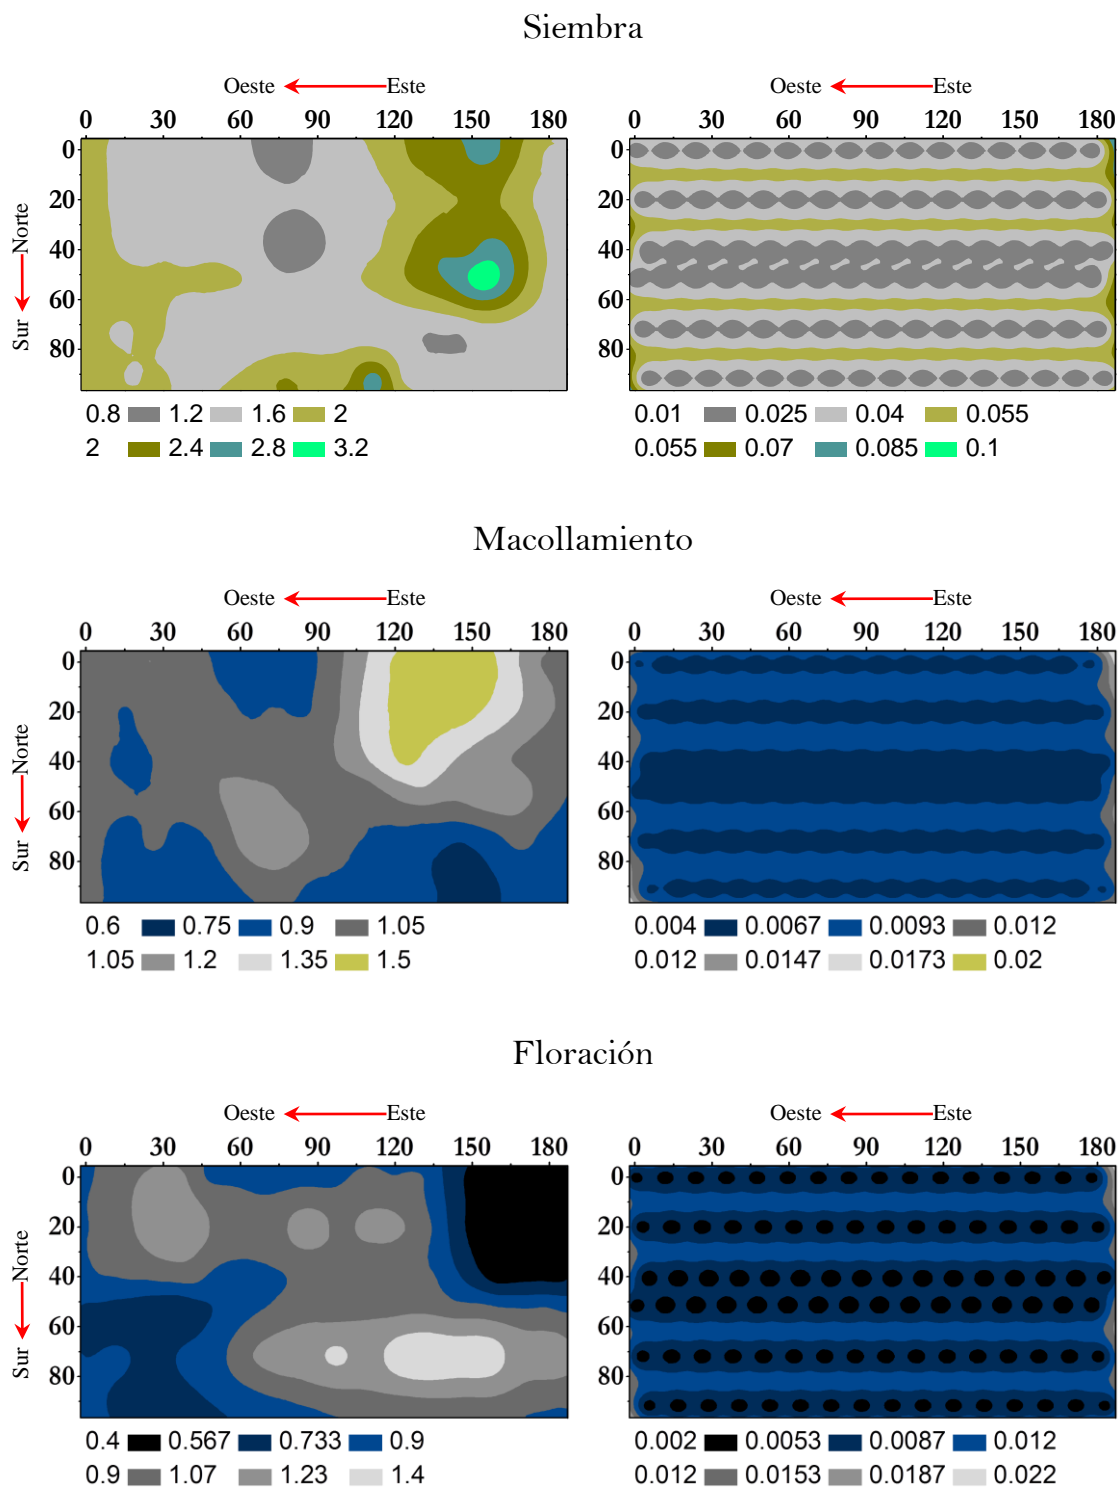 Siembra
Oeste Este Oeste Este
0 30 60 90 120 150 180 0 30 60 90 120 150 180
0 0
20 20
40 40
60 60
80 80
Norte
Sur
Norte
Sur
0.8 1.2 1.6 2 0.01 0.025 0.04 0.055
2 2.4 2.8 3.2 0.055 0.07 0.085 0.1
Macollamiento
Oeste Este Oeste Este
0 30 60 90 120 150 180 0 30 60 90 120 150 180
0 0
20 20
40 40
60 60
80 80
Norte
Sur
0.6 0.75 0.9 1.05 0.004 0.0067 0.0093 0.012
1.05 1.2 1.35 1.5 0.012 0.0147 0.0173 0.02
Floración
Oeste Este Oeste Este
0 30 60 90 120 150 180 0 30 60 90 120 150 180
0 0
20 20
40 40
60 60
80 80
Norte
Sur
0.4 0.567 0.733 0.9 0.002 0.0053 0.0087 0.012
0.9 1.07 1.23 1.4 0.012 0.0153 0.0187 0.022